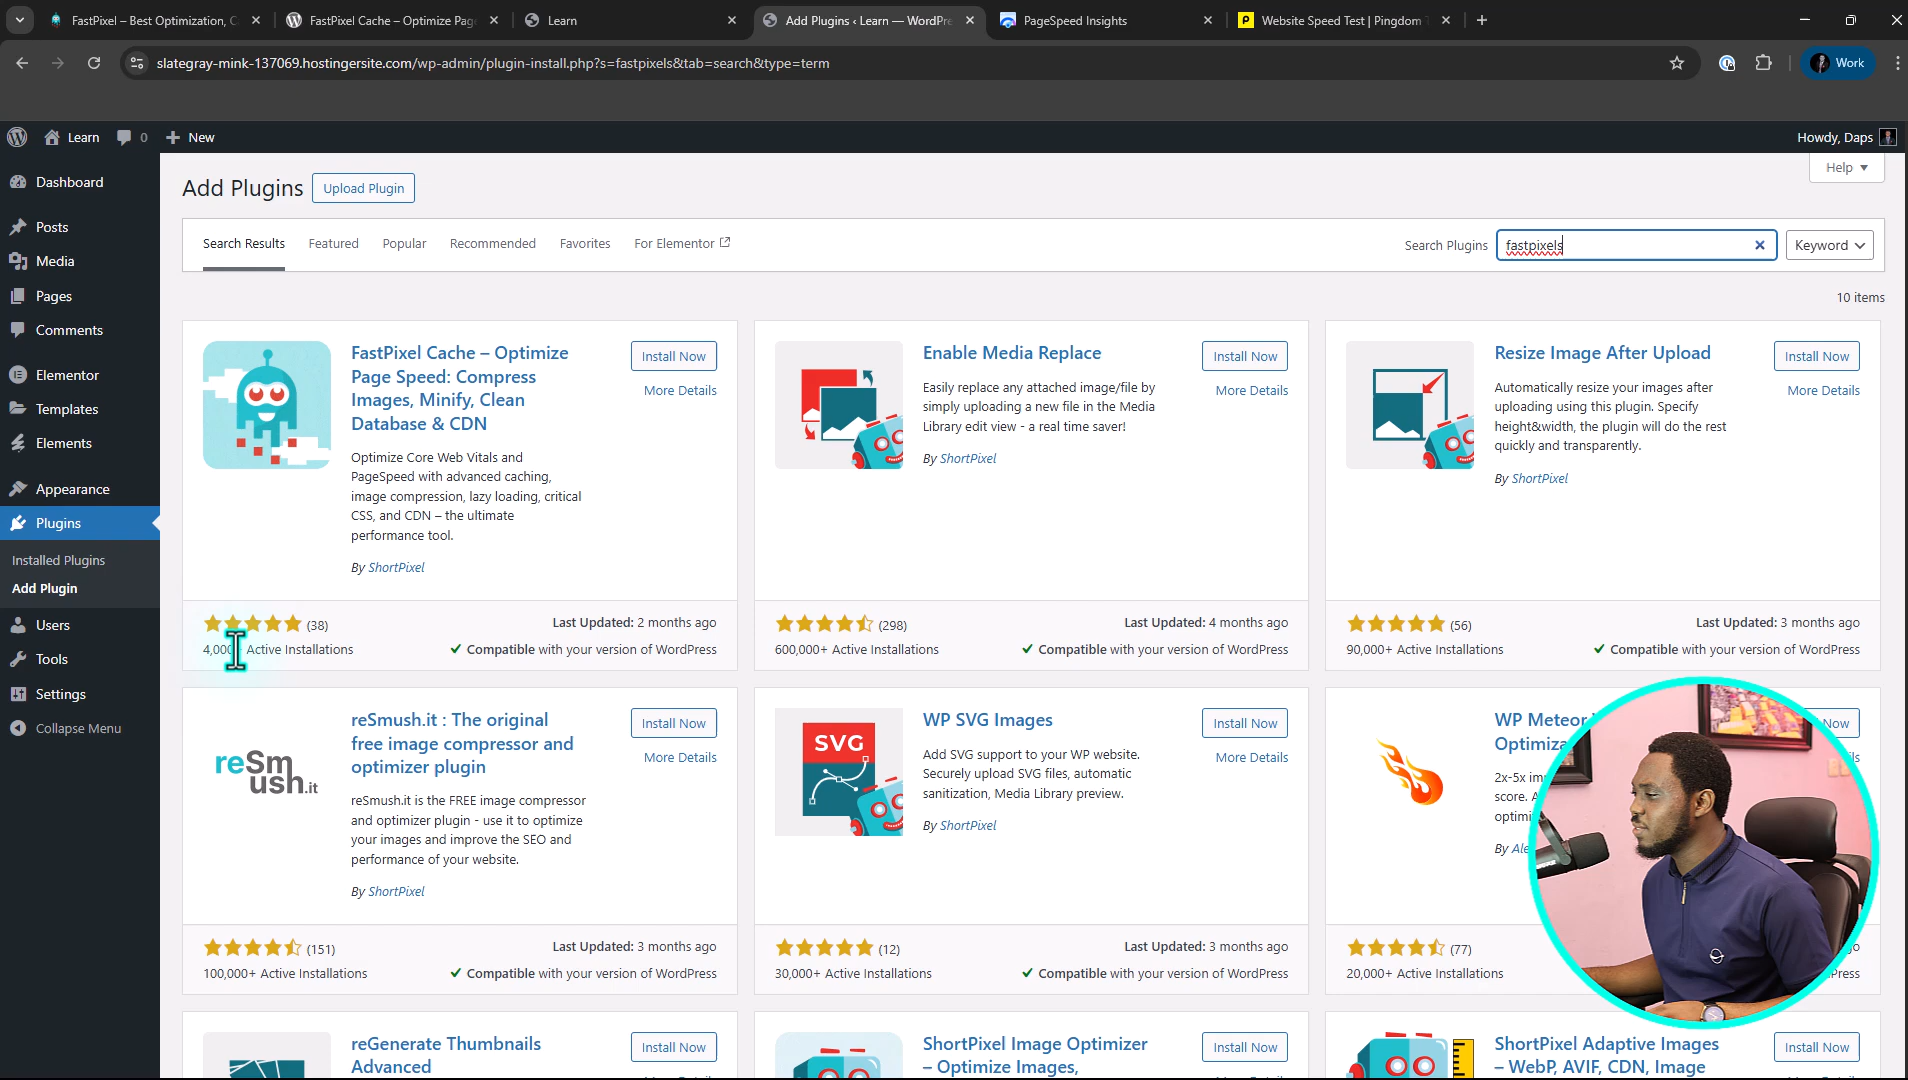 FastPixel – Best Optimization, C
FastPixel Cache – Optimize Page
Learn
Add Plugins ‹ Learn — WordPre
PageSpeed Insights
Website Speed Test | Pingdom T
slategray-mink-137069.hostingersite.com/wp-admin/plugin-install.php?s=fastpixels&tab=search&type=term
Work
Learn
0
New
Howdy, Daps
Dashboard
Posts
Media
Pages
Comments
Elementor
Templates
Elements
Appearance
Plugins
Installed Plugins
Add Plugin
Users
Tools
Settings
Collapse Menu
Add Plugins
Upload Plugin
Help
Search Results
Featured
Popular
Recommended
Favorites
For Elementor
Search Plugins
fastpixels
Keyword
10 items
FastPixel Cache – Optimize
Page Speed: Compress
Images, Minify, Clean
Database & CDN
Install Now
More Details
Optimize Core Web Vitals and
PageSpeed with advanced caching,
image compression, lazy loading, critical
CSS, and CDN – the ultimate
performance tool.
By ShortPixel
(38)
4,000 Active Installations
Last Updated: 2 months ago
Compatible with your version of WordPress
Enable Media Replace
Install Now
More Details
Easily replace any attached image/file by
simply uploading a new file in the Media
Library edit view - a real time saver!
By ShortPixel
(298)
600,000+ Active Installations
Last Updated: 4 months ago
Compatible with your version of WordPress
Resize Image After Upload
Install Now
More Details
Automatically resize your images after
uploading using this plugin. Specify
height&width, the plugin will do the rest
quickly and transparently.
By ShortPixel
(56)
90,000+ Active Installations
Last Updated: 3 months ago
Compatible with your version of WordPress
reSmush.it
reSmush.it : The original
free image compressor and
optimizer plugin
Install Now
More Details
reSmush.it is the FREE image compressor
and optimizer plugin - use it to optimize
your images and improve the SEO and
performance of your website.
By ShortPixel
(151)
100,000+ Active Installations
Last Updated: 3 months ago
Compatible with your version of WordPress
SVG
WP SVG Images
Install Now
More Details
Add SVG support to your WP website.
Securely upload SVG files, automatic
sanitization, Media Library preview.
By ShortPixel
(12)
30,000+ Active Installations
Last Updated: 3 months ago
Compatible with your version of WordPress
WP Meteor
Optimiza
Now
2x-5x im
score. A
optimi
By Ale
(77)
20,000+ Active Installations
Press
reGenerate Thumbnails
Advanced
Install Now
ShortPixel Image Optimizer
– Optimize Images,
Install Now
ShortPixel Adaptive Images
– WebP, AVIF, CDN, Image
Install Now